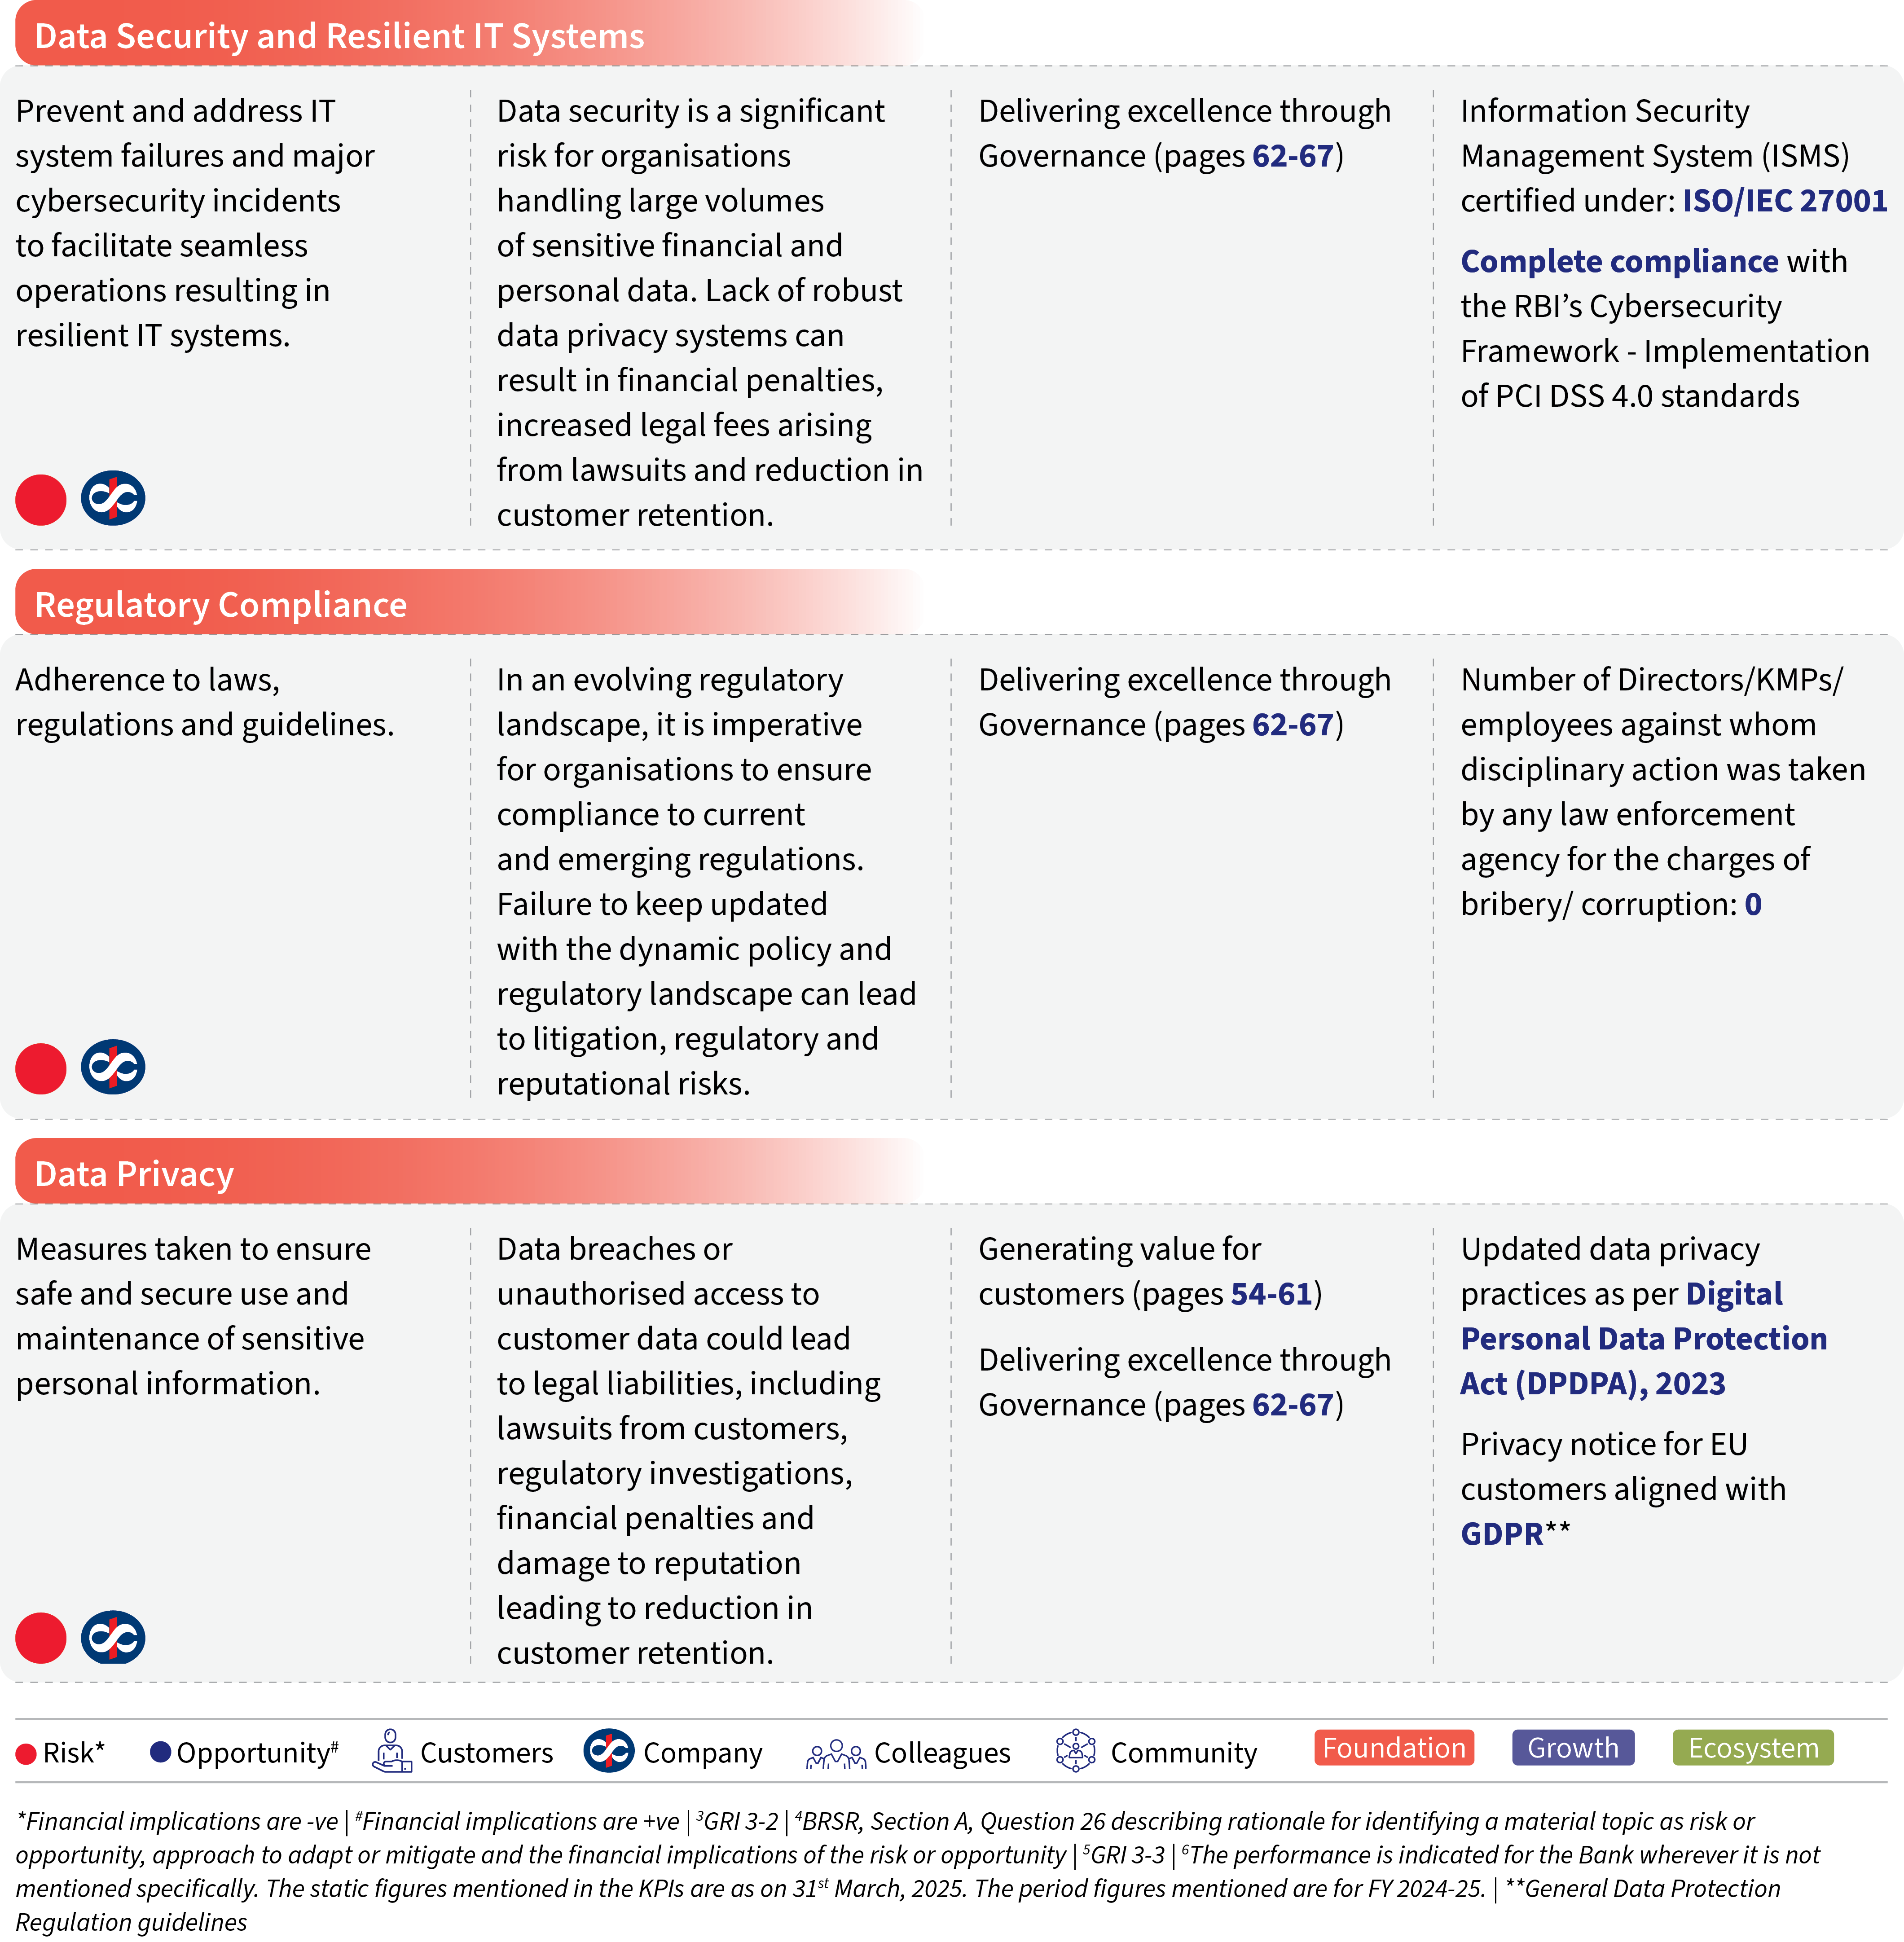 Data Security and Resilient IT Systems
Prevent and address IT
system failures and major
cybersecurity incidents
to facilitate seamless
operations resulting in
resilient IT systems.
Data security is a significant
risk for organisations
handling large volumes
of sensitive financial and
personal data. Lack of robust
data privacy systems can
result in financial penalties,
increased legal fees arising
from lawsuits and reduction in
customer retention.
Delivering excellence through
Governance (pages 62-67)
Information Security
Management System (ISMS)
certified under: ISO/IEC 27001
Complete compliance with
the RBI’s Cybersecurity
Framework - Implementation
of PCI DSS 4.0 standards
Regulatory Compliance
Adherence to laws,
regulations and guidelines.
In an evolving regulatory
landscape, it is imperative
for organisations to ensure
compliance to current
and emerging regulations.
Failure to keep updated
with the dynamic policy and
regulatory landscape can lead
to litigation, regulatory and
reputational risks.
Delivering excellence through
Governance (pages 62-67)
Number of Directors/KMPs/
employees against whom
disciplinary action was taken
by any law enforcement
agency for the charges of
bribery/ corruption: 0
Data Privacy
Measures taken to ensure
safe and secure use and
maintenance of sensitive
personal information.
Data breaches or
unauthorised access to
customer data could lead
to legal liabilities, including
lawsuits from customers,
regulatory investigations,
financial penalties and
damage to reputation
leading to reduction in
customer retention.
Generating value for
customers (pages 54-61)
Delivering excellence through
Governance (pages 62-67)
Updated data privacy
practices as per Digital
Personal Data Protection
Act (DPDPA), 2023
Privacy notice for EU
customers aligned with
GDPR**
Risk* Opportunity# Customers Company Colleagues Community Foundation Growth Ecosystem
*Financial implications are -ve | #Financial implications are +ve | 3GRI 3-2 | 4BRSR, Section A, Question 26 describing rationale for identifying a material topic as risk or
opportunity, approach to adapt or mitigate and the financial implications of the risk or opportunity | 5GRI 3-3 | 6The performance is indicated for the Bank wherever it is not
mentioned specifically. The static figures mentioned in the KPIs are as on 31st March, 2025. The period figures mentioned are for FY 2024-25. | **General Data Protection
Regulation guidelines